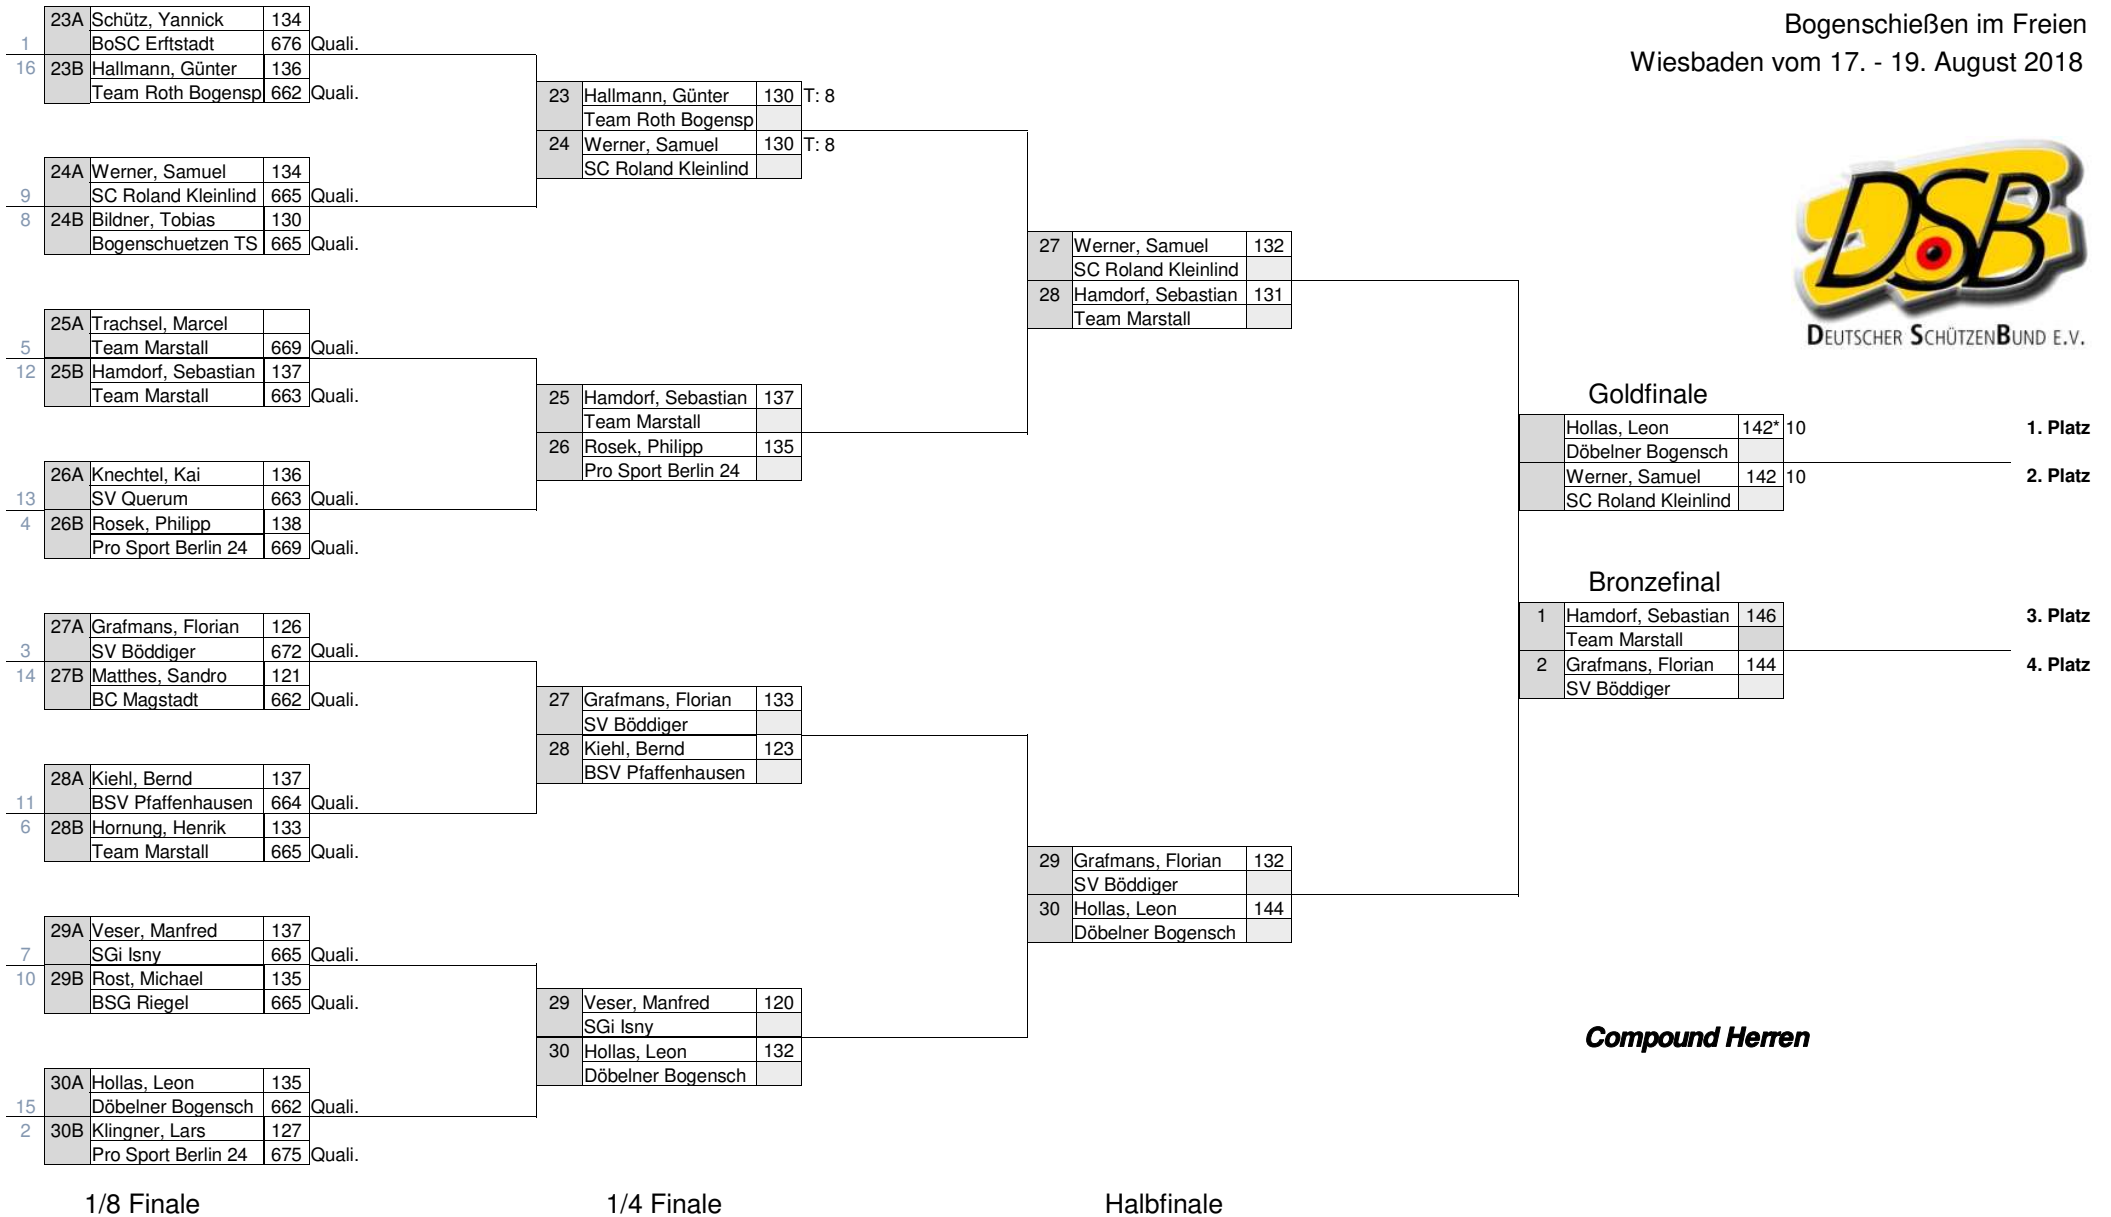 Bogenschießen im Freien
Wiesbaden vom 17. - 19. August 2018
DSB
DEUTSCHER SCHÜTZENBUND E.V.
23A Schütz, Yannick 134
1 BoSC Erftstadt 676 Quali.
16 23B Hallmann, Günter 136
Team Roth Bogensp 662 Quali.
24A Werner, Samuel 134
9 SC Roland Kleinlind 665 Quali.
8 24B Bildner, Tobias 130
Bogenschuetzen TS 665 Quali.
25A Trachsel, Marcel
5 Team Marstall 669 Quali.
12 25B Hamdorf, Sebastian 137
Team Marstall 663 Quali.
26A Knechtel, Kai 136
13 SV Querum 663 Quali.
4 26B Rosek, Philipp 138
Pro Sport Berlin 24 669 Quali.
27A Grafmans, Florian 126
3 SV Böddiger 672 Quali.
14 27B Matthes, Sandro 121
BC Magstadt 662 Quali.
28A Kiehl, Bernd 137
11 BSV Pfaffenhausen 664 Quali.
6 28B Hornung, Henrik 133
Team Marstall 665 Quali.
29A Veser, Manfred 137
7 SGi Isny 665 Quali.
10 29B Rost, Michael 135
BSG Riegel 665 Quali.
30A Hollas, Leon 135
15 Döbelner Bogensch 662 Quali.
2 30B Klingner, Lars 127
Pro Sport Berlin 24 675 Quali.
1/8 Finale
23 Hallmann, Günter 130 T: 8
Team Roth Bogensp
24 Werner, Samuel 130 T: 8
SC Roland Kleinlind
25 Hamdorf, Sebastian 137
Team Marstall
26 Rosek, Philipp 135
Pro Sport Berlin 24
27 Grafmans, Florian 133
SV Böddiger
28 Kiehl, Bernd 123
BSV Pfaffenhausen
29 Veser, Manfred 120
SGi Isny
30 Hollas, Leon 132
Döbelner Bogensch
1/4 Finale
27 Werner, Samuel 132
SC Roland Kleinlind
28 Hamdorf, Sebastian 131
Team Marstall
29 Grafmans, Florian 132
SV Böddiger
30 Hollas, Leon 144
Döbelner Bogensch
Halbfinale
Goldfinale
Hollas, Leon 142* 10 1. Platz
Döbelner Bogensch
Werner, Samuel 142 10 2. Platz
SC Roland Kleinlind
Bronzefinal
1 Hamdorf, Sebastian 146 3. Platz
Team Marstall
2 Grafmans, Florian 144 4. Platz
SV Böddiger
Compound Herren